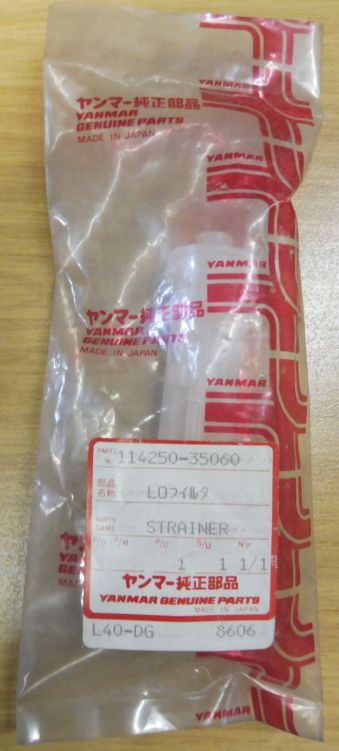 YANMAR
ヤンマー純正部品
YANMAR
GENUINE PARTS
MADE IN JAPAN
YANMAR
YANMAR
ヤンマー純正部品
YANMAR
GENUINE PARTS
MADE IN JAPAN
YANMAR
PARTS No. 114250-35060
部品名称 LOフィルタ
PARTS NAME STRAINER
P/O P/M P/U S/U Nº P
1 1 1/1
ヤンマー純正部品
YANMAR GENUINE PARTS
MADE IN JAPAN
L40-DG 8606
YANMAR